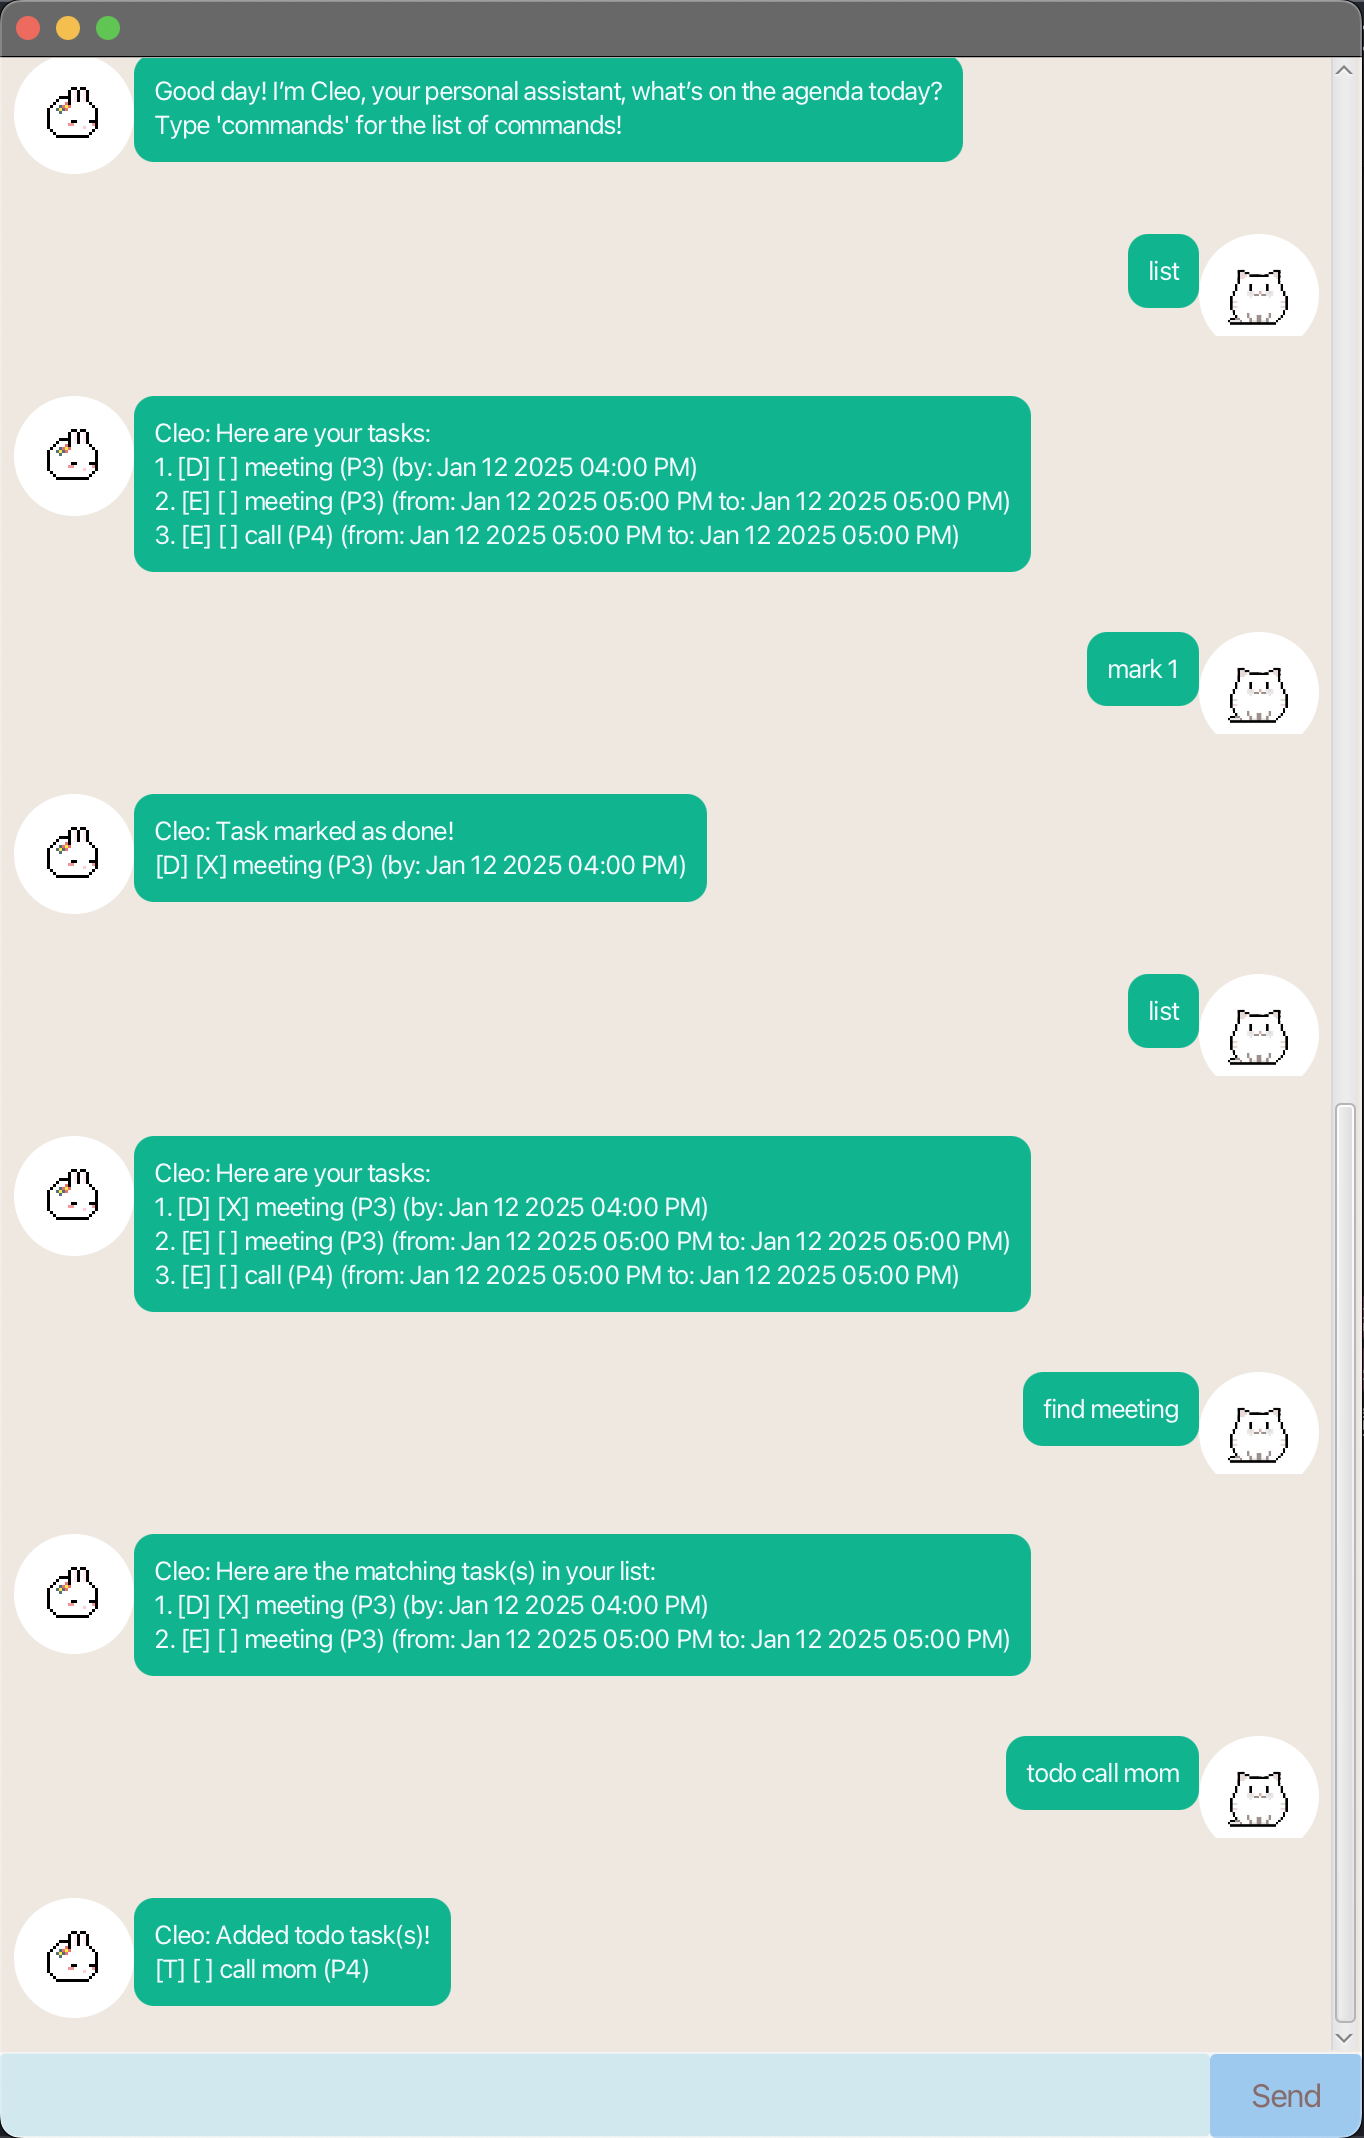 Good day! I’m Cleo, your personal assistant, what’s on the agenda today?
Type 'commands' for the list of commands!
list
Cleo: Here are your tasks:
1. [D] [ ] meeting (P3) (by: Jan 12 2025 04:00 PM)
2. [E] [ ] meeting (P3) (from: Jan 12 2025 05:00 PM to: Jan 12 2025 05:00 PM)
3. [E] [ ] call (P4) (from: Jan 12 2025 05:00 PM to: Jan 12 2025 05:00 PM)
mark 1
Cleo: Task marked as done!
[D] [X] meeting (P3) (by: Jan 12 2025 04:00 PM)
list
Cleo: Here are your tasks:
1. [D] [X] meeting (P3) (by: Jan 12 2025 04:00 PM)
2. [E] [ ] meeting (P3) (from: Jan 12 2025 05:00 PM to: Jan 12 2025 05:00 PM)
3. [E] [ ] call (P4) (from: Jan 12 2025 05:00 PM to: Jan 12 2025 05:00 PM)
find meeting
Cleo: Here are the matching task(s) in your list:
1. [D] [X] meeting (P3) (by: Jan 12 2025 04:00 PM)
2. [E] [ ] meeting (P3) (from: Jan 12 2025 05:00 PM to: Jan 12 2025 05:00 PM)
todo call mom
Cleo: Added todo task(s)!
[T] [ ] call mom (P4)
Send